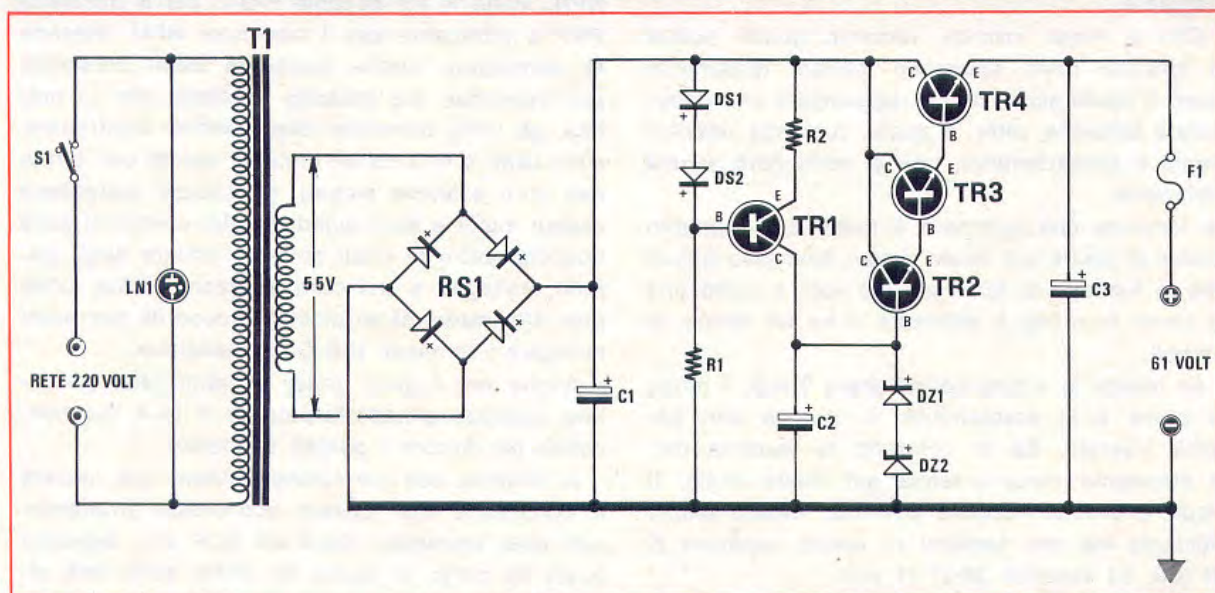 T1
S1
LN1
RETE 220 VOLT
55V
RS1
C1
DS1
+
DS2
+
R1
R2
B
E
C
TR1
C
E
B
TR4
C
E
B
TR3
C
E
B
TR2
+
C2
+
DZ1
+
DZ2
+
C3
F1
+
61 VOLT
-